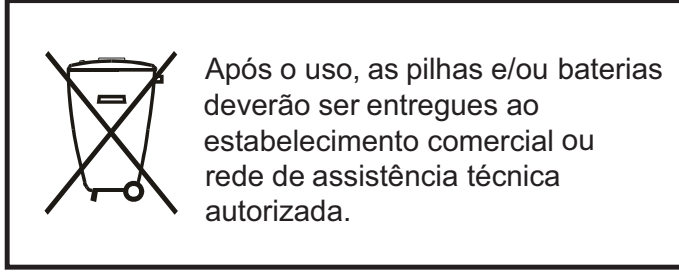 Após o uso, as pilhas e/ou baterias
deverão ser entregues ao
estabelecimento comercial ou
rede de assistência técnica
autorizada.